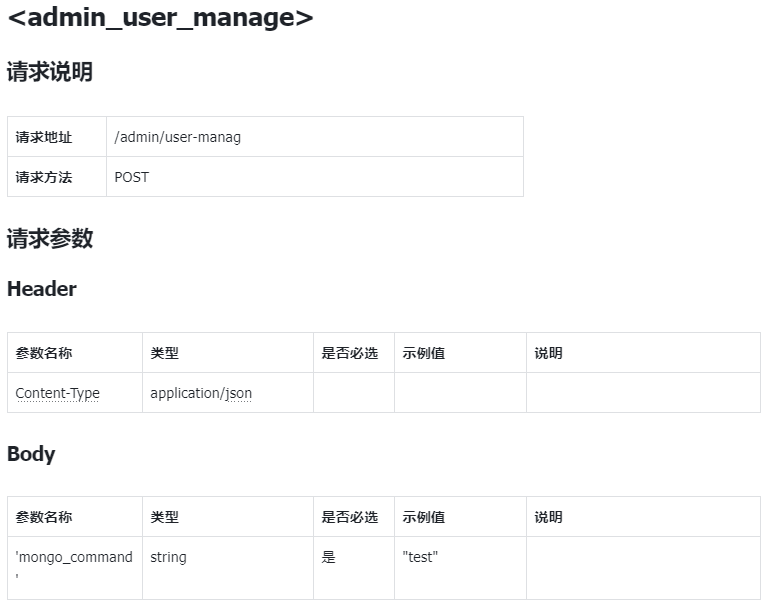 <admin_user_manage>
请求说明
请求地址 /admin/user-manag
请求方法 POST
请求参数
Header
参数名称 类型 是否必选 示例值 说明
Content-Type application/json
Body
参数名称 类型 是否必选 示例值 说明
'mongo_command string 是 "test"
'